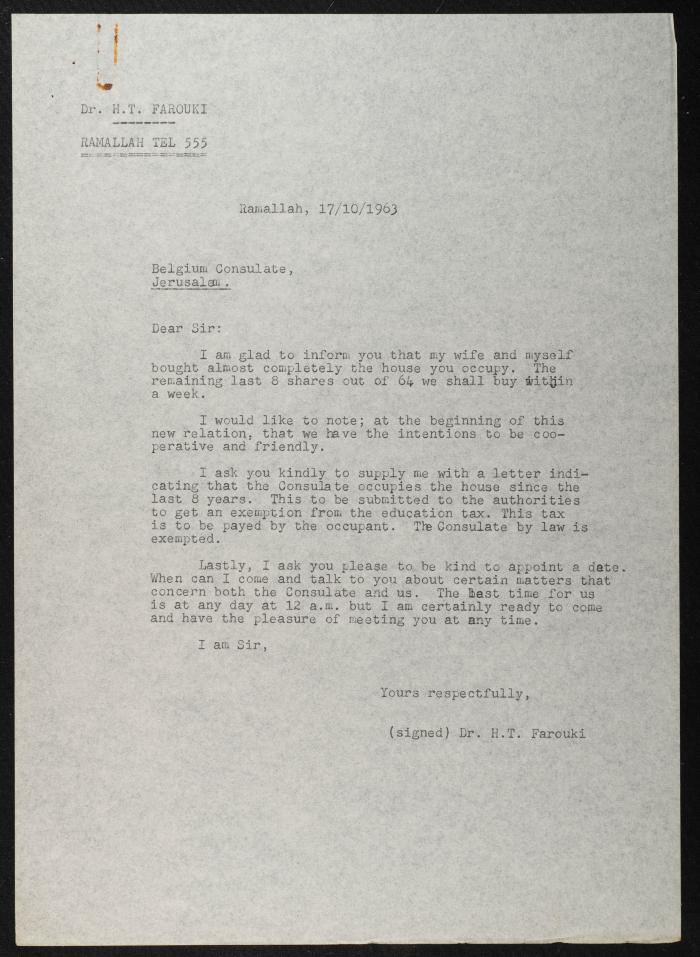 Dr. H.T. FAROUKI
RAMALLAH TEL 555
Ramallah, 17/10/1963
Belgium Consulate,
Jerusalem.
Dear Sir:
I am glad to inform you that my wife and myself
bought almost completely the house you occupy. The
remaining last 8 shares out of 64 we shall buy within
a week.
I would like to note; at the beginning of this
new relation, that we have the intentions to be coo-
perative and friendly.
I ask you kindly to supply me with a letter indi-
cating that the Consulate occupies the house since the
last 8 years. This to be submitted to the authorities
to get an exemption from the education tax. This tax
is to be payed by the occupant. The Consulate by law is
exempted.
Lastly, I ask you please to be kind to appoint a date.
When can I come and talk to you about certain matters that
concern both the Consulate and us. The best time for us
is at any day at 12 a.m. but I am certainly ready to come
and have the pleasure of meeting you at any time.
I am Sir,
Yours respectfully,
(signed) Dr. H.T. Farouki